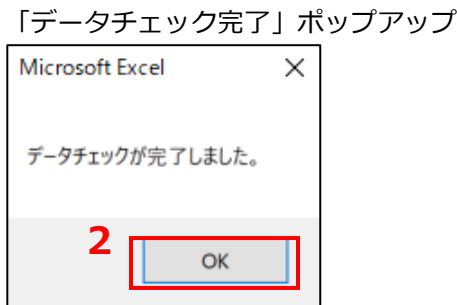 「データチェック完了」ポップアップ
Microsoft Excel
データチェックが完了しました。
2
OK